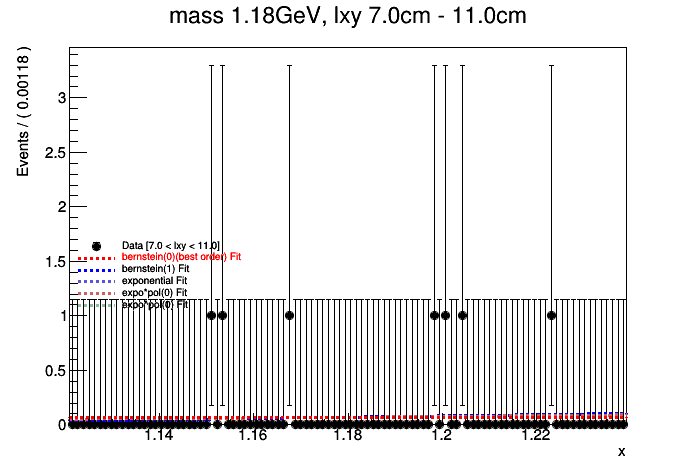 mass 1.18GeV, lxy 7.0cm - 11.0cm
Events / ( 0.00118 )
3
2.5
2
1.5
1
0.5
0
Data [7.0 < lxy < 11.0]
bernstein(0)(best order) Fit
bernstein(1) Fit
exponential Fit
expo*pol(0) Fit
expo*pol(0) Fit
1.14
1.16
1.18
1.2
1.22
x